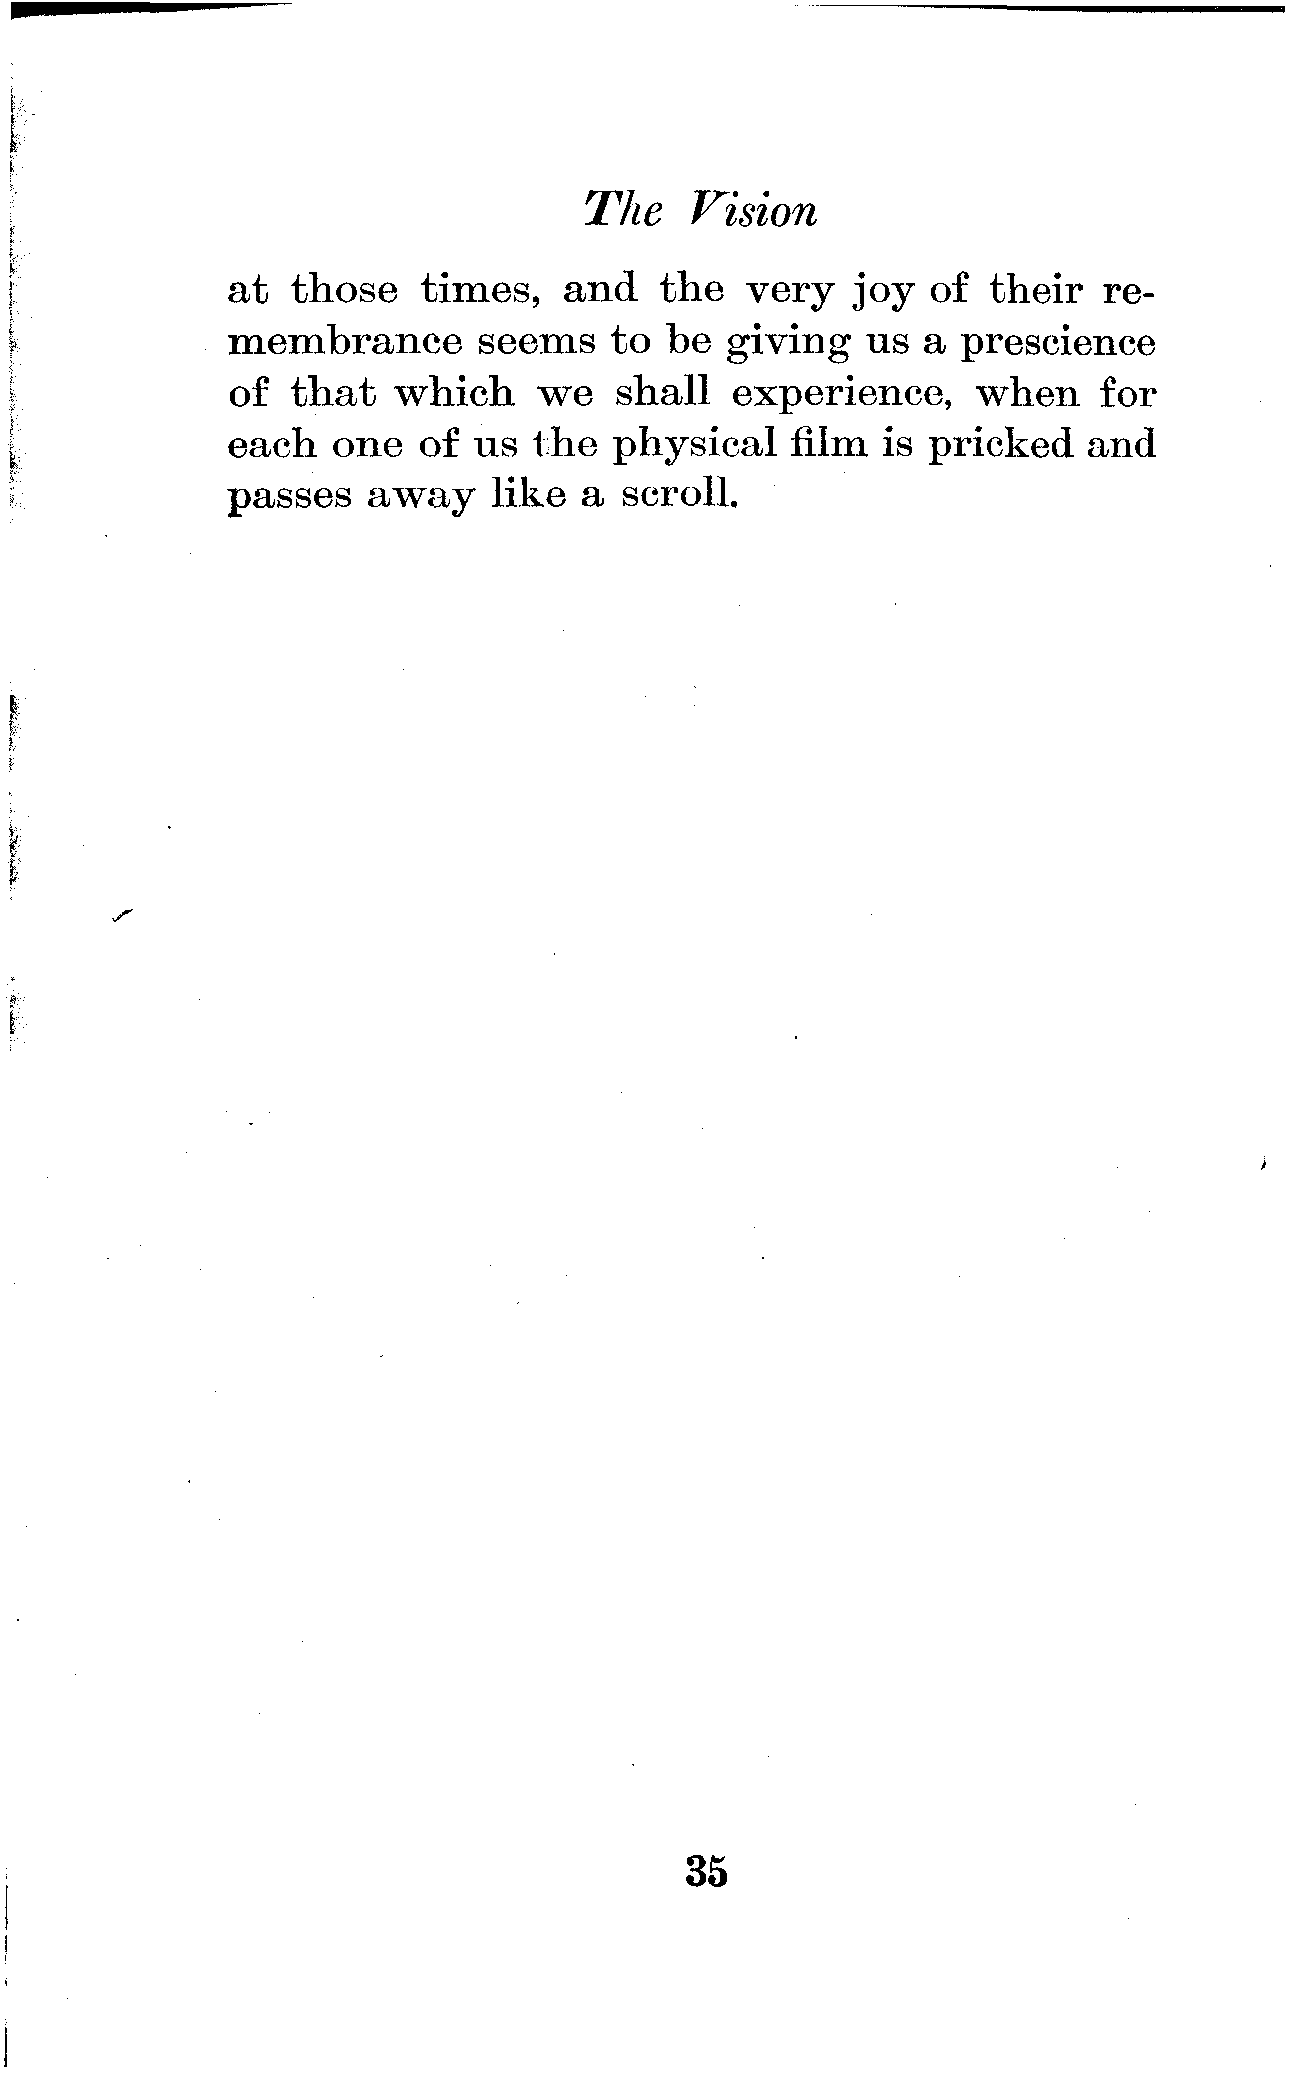 The Vision
at those times, and the very joy of their re-
membrance seems to be giving us a prescience
of that which we shall experience, when for
each one of us the physical film is pricked and
passes away like a scroll.
35